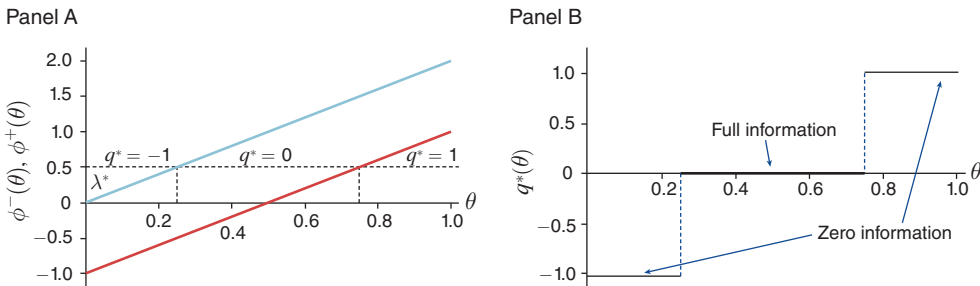 Panel A
2.0
1.5
1.0
0.5
0
−0.5
−1.0
ϕ⁻(θ), ϕ⁺(θ)
q* = −1
q* = 0
q* = 1
λ*
0.2
0.4
0.6
0.8
1.0
θ
Panel B
1.0
0.5
0
−0.5
−1.0
q*(θ)
Full information
0.2
0.4
0.6
0.8
1.0
θ
Zero information